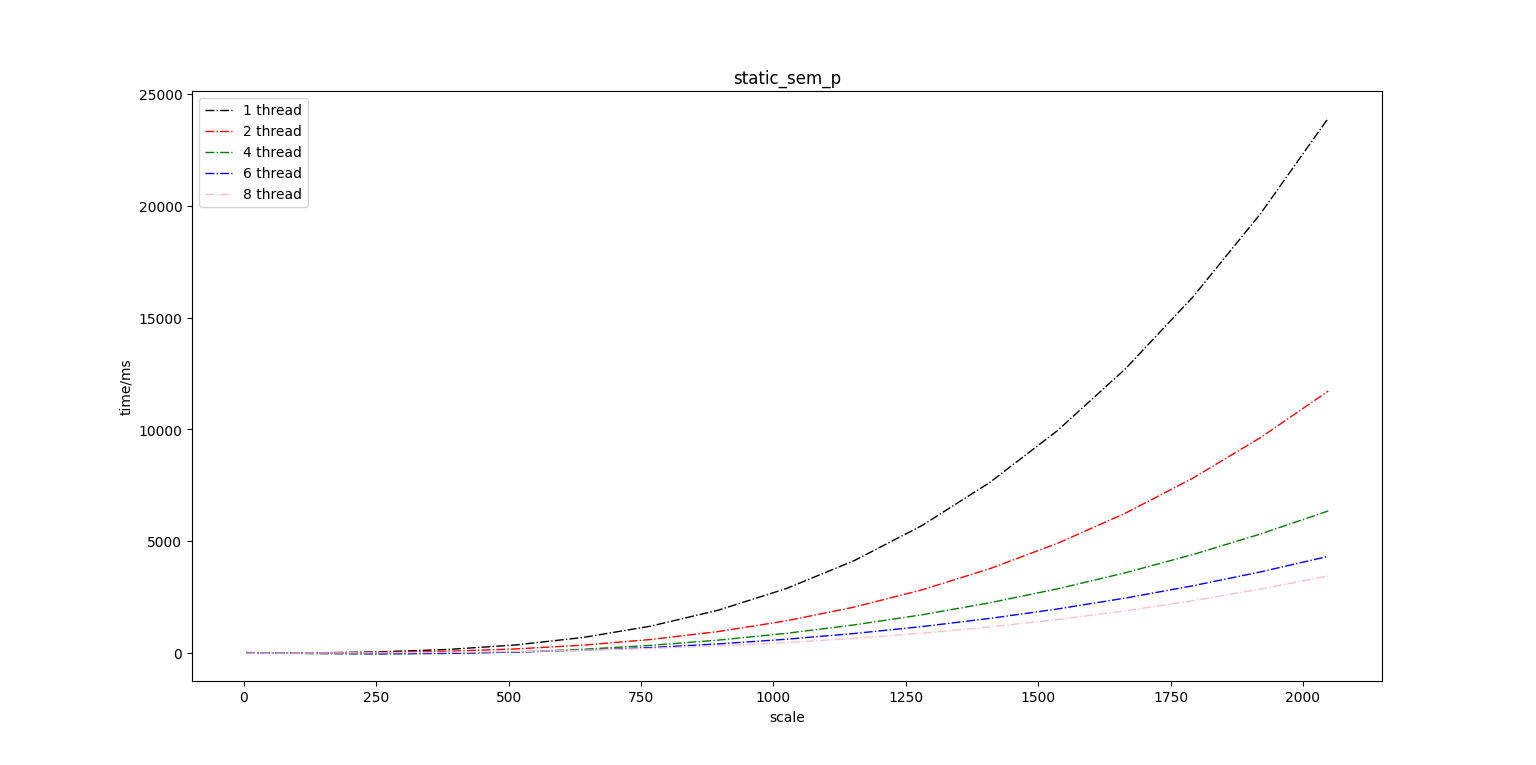 static_sem_p
25000
20000
15000
10000
5000
0
time/ms
1 thread
2 thread
4 thread
6 thread
8 thread
0 250 500 750 1000 1250 1500 1750 2000
scale